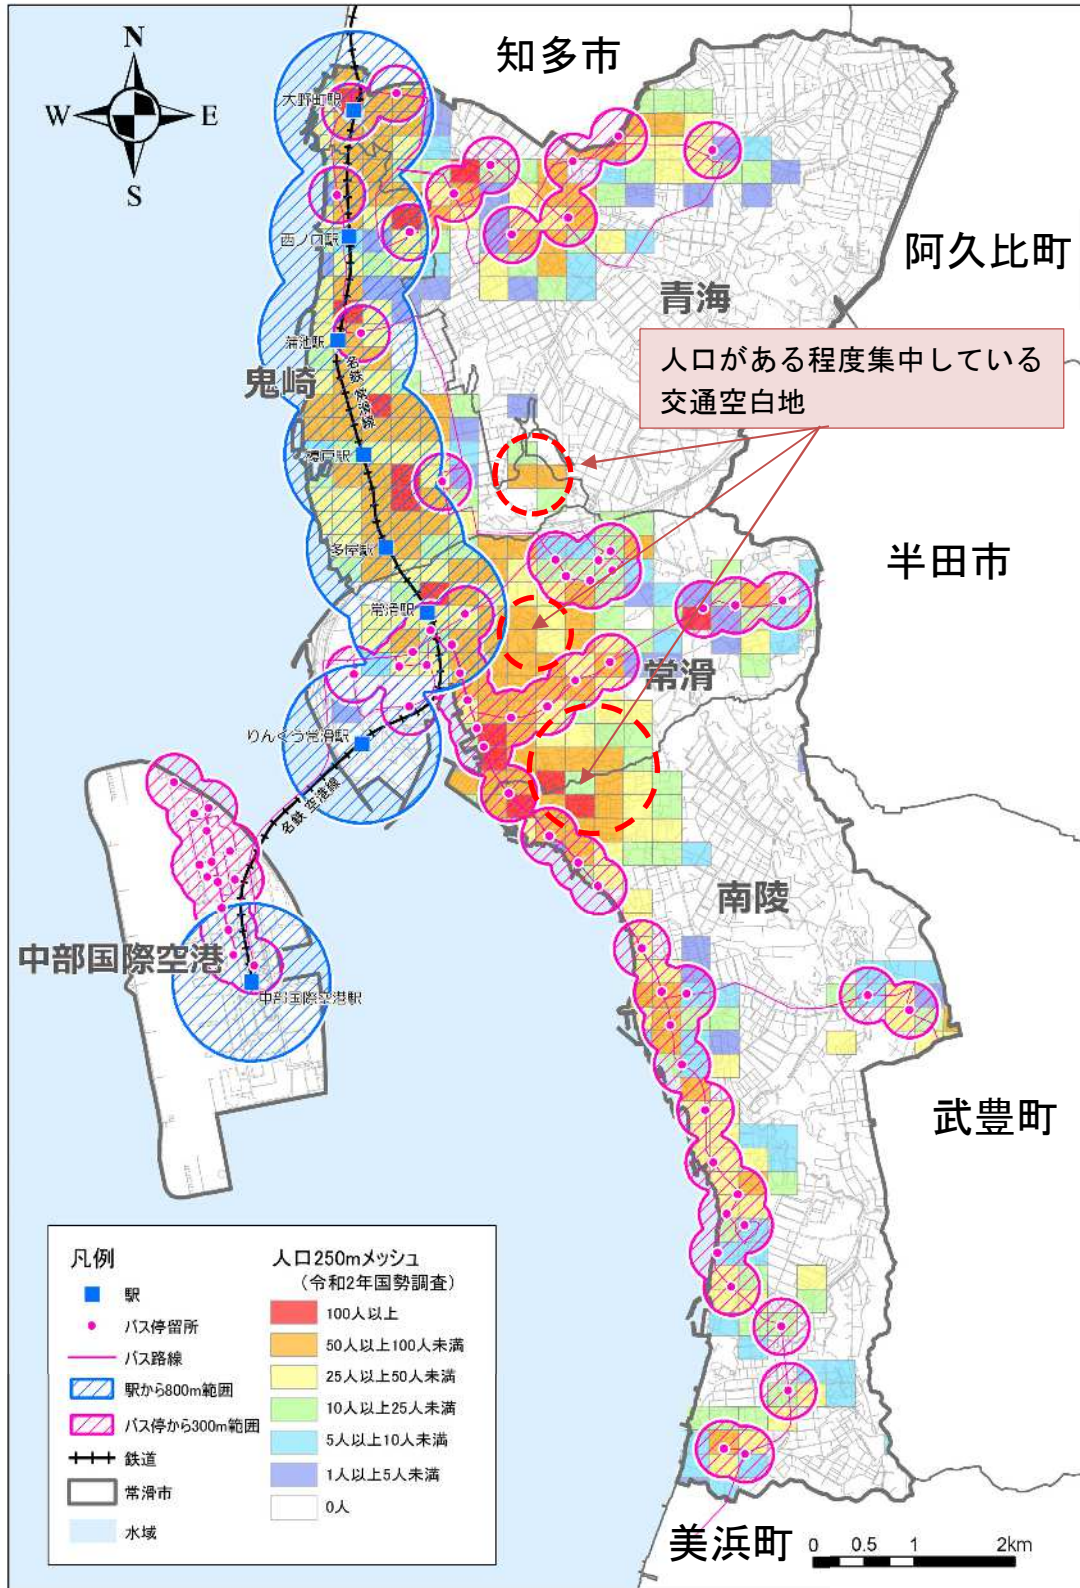 知多市
N
W
E
S
大野町駅
西ノ口駅
阿久比町
青海
人口がある程度集中している
交通空白地
蒲池駅
鬼崎
名鉄 常滑線
榎戸駅
多屋駅
半田市
常滑駅
常滑
りんくう常滑駅
名鉄 空港線
南陵
中部国際空港
中部国際空港駅
武豊町
凡例
駅
バス停留所
バス路線
駅から800m範囲
バス停から300m範囲
鉄道
常滑市
水域
人口250mメッシュ
(令和2年国勢調査)
100人以上
50人以上100人未満
25人以上50人未満
10人以上25人未満
5人以上10人未満
1人以上5人未満
0人
美浜町
0 0.5 1 2km